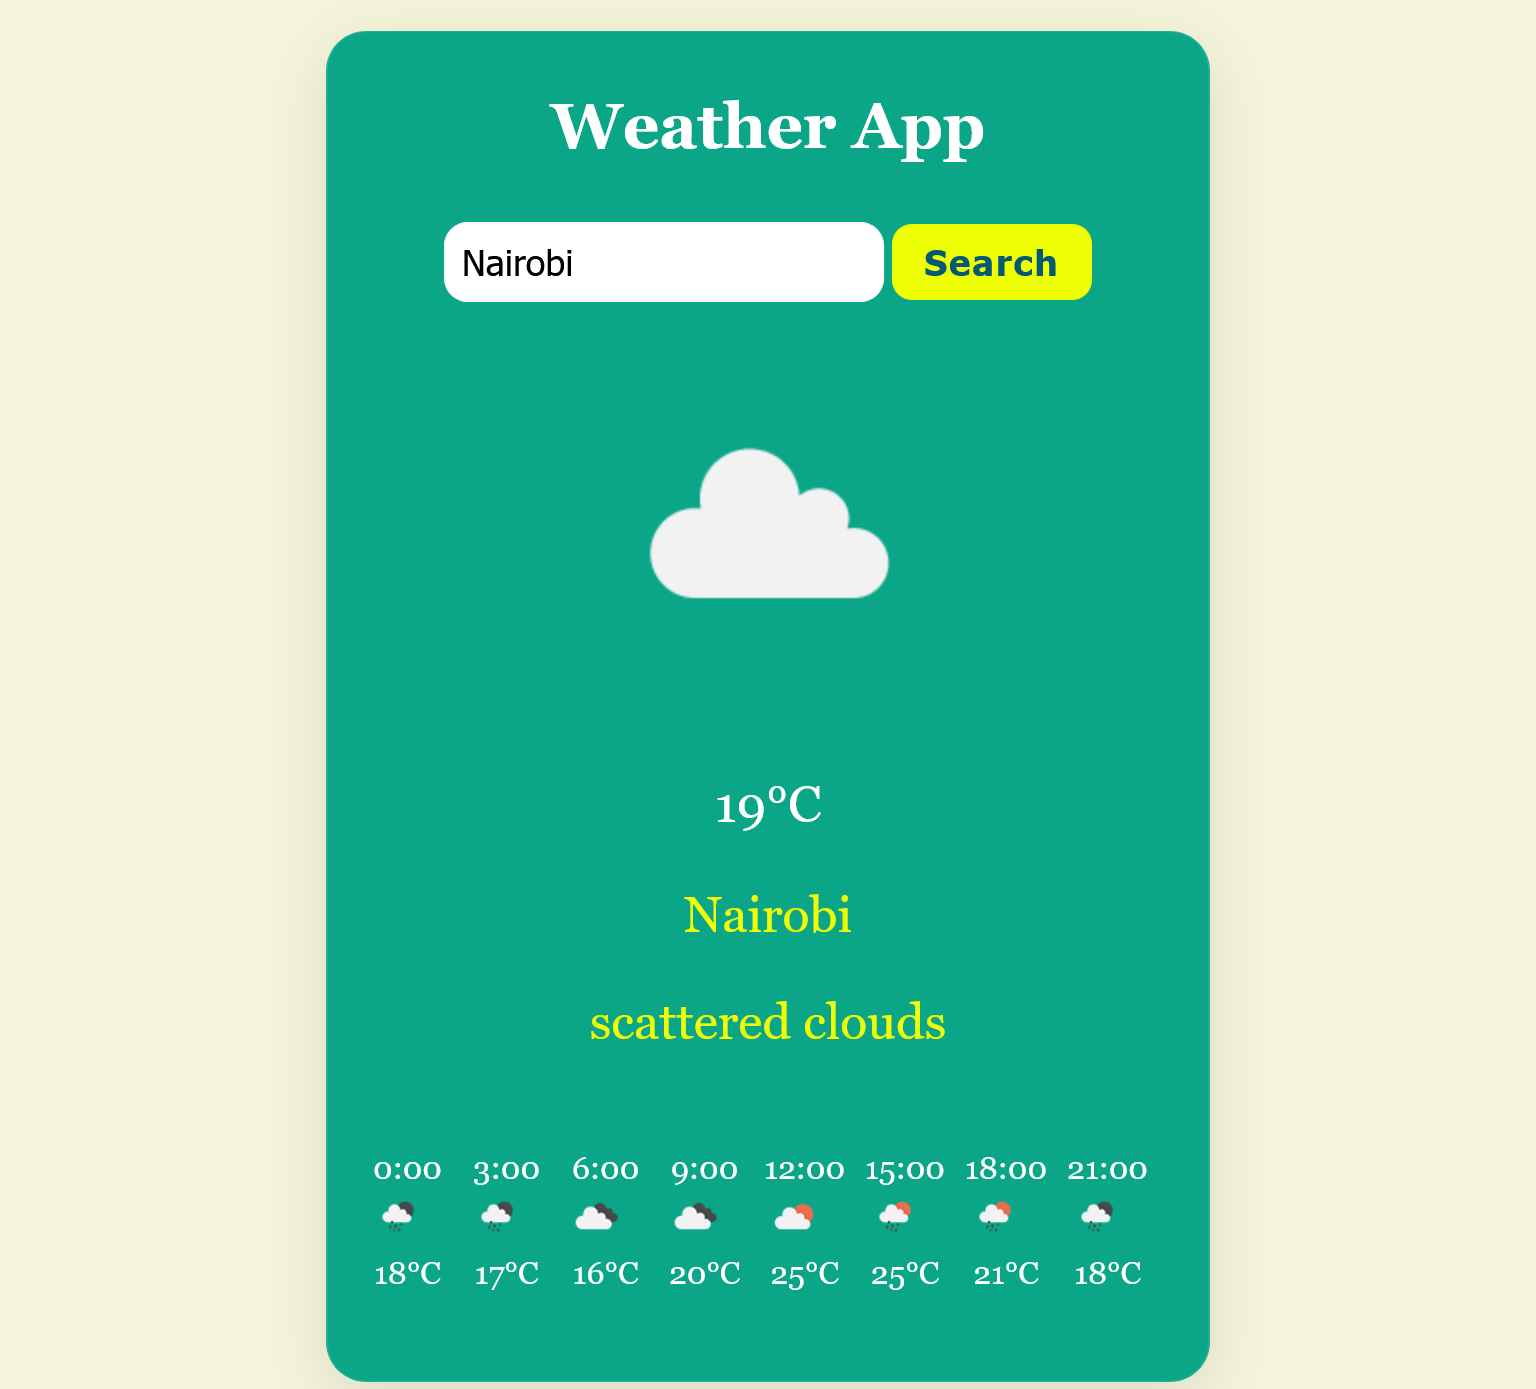 Weather App
Nairobi Search
19°C
Nairobi
scattered clouds
0:00 3:00 6:00 9:00 12:00 15:00 18:00 21:00
18°C 17°C 16°C 20°C 25°C 25°C 21°C 18°C